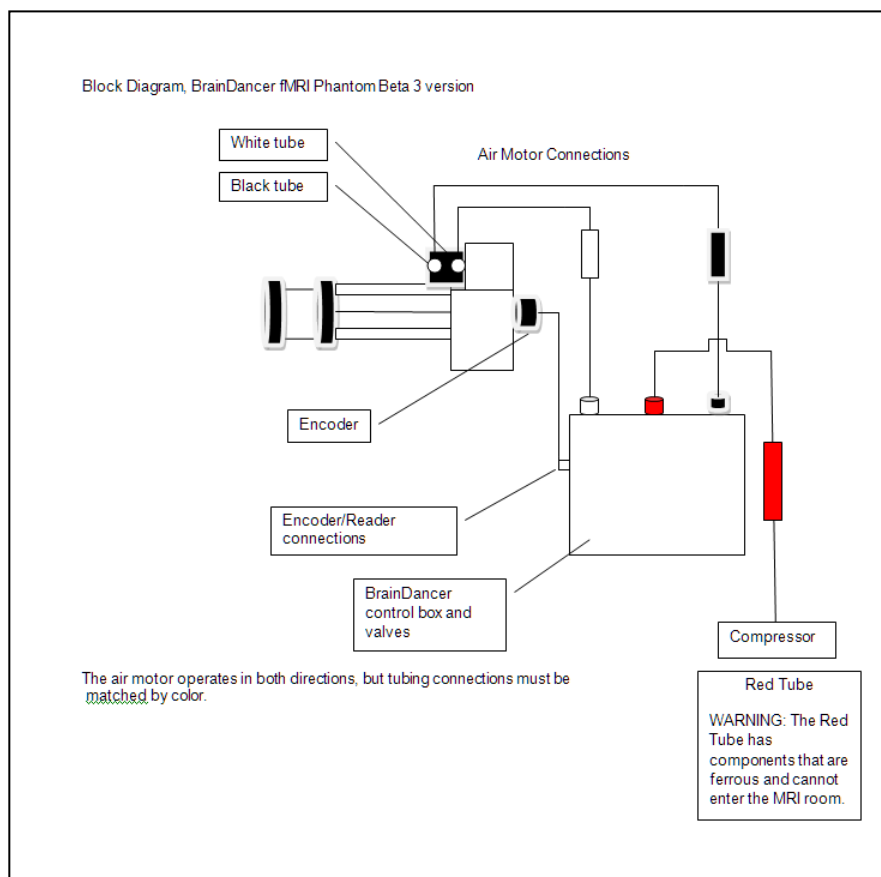 Block Diagram, BrainDancer fMRI Phantom Beta 3 version
White tube
Air Motor Connections
Black tube
Encoder
Encoder/Reader
connections
BrainDancer
control box and
valves
Compressor
The air motor operates in both directions, but tubing connections must be
matched by color.
Red Tube
WARNING: The Red
Tube has
components that are
ferrous and cannot
enter the MRI room.